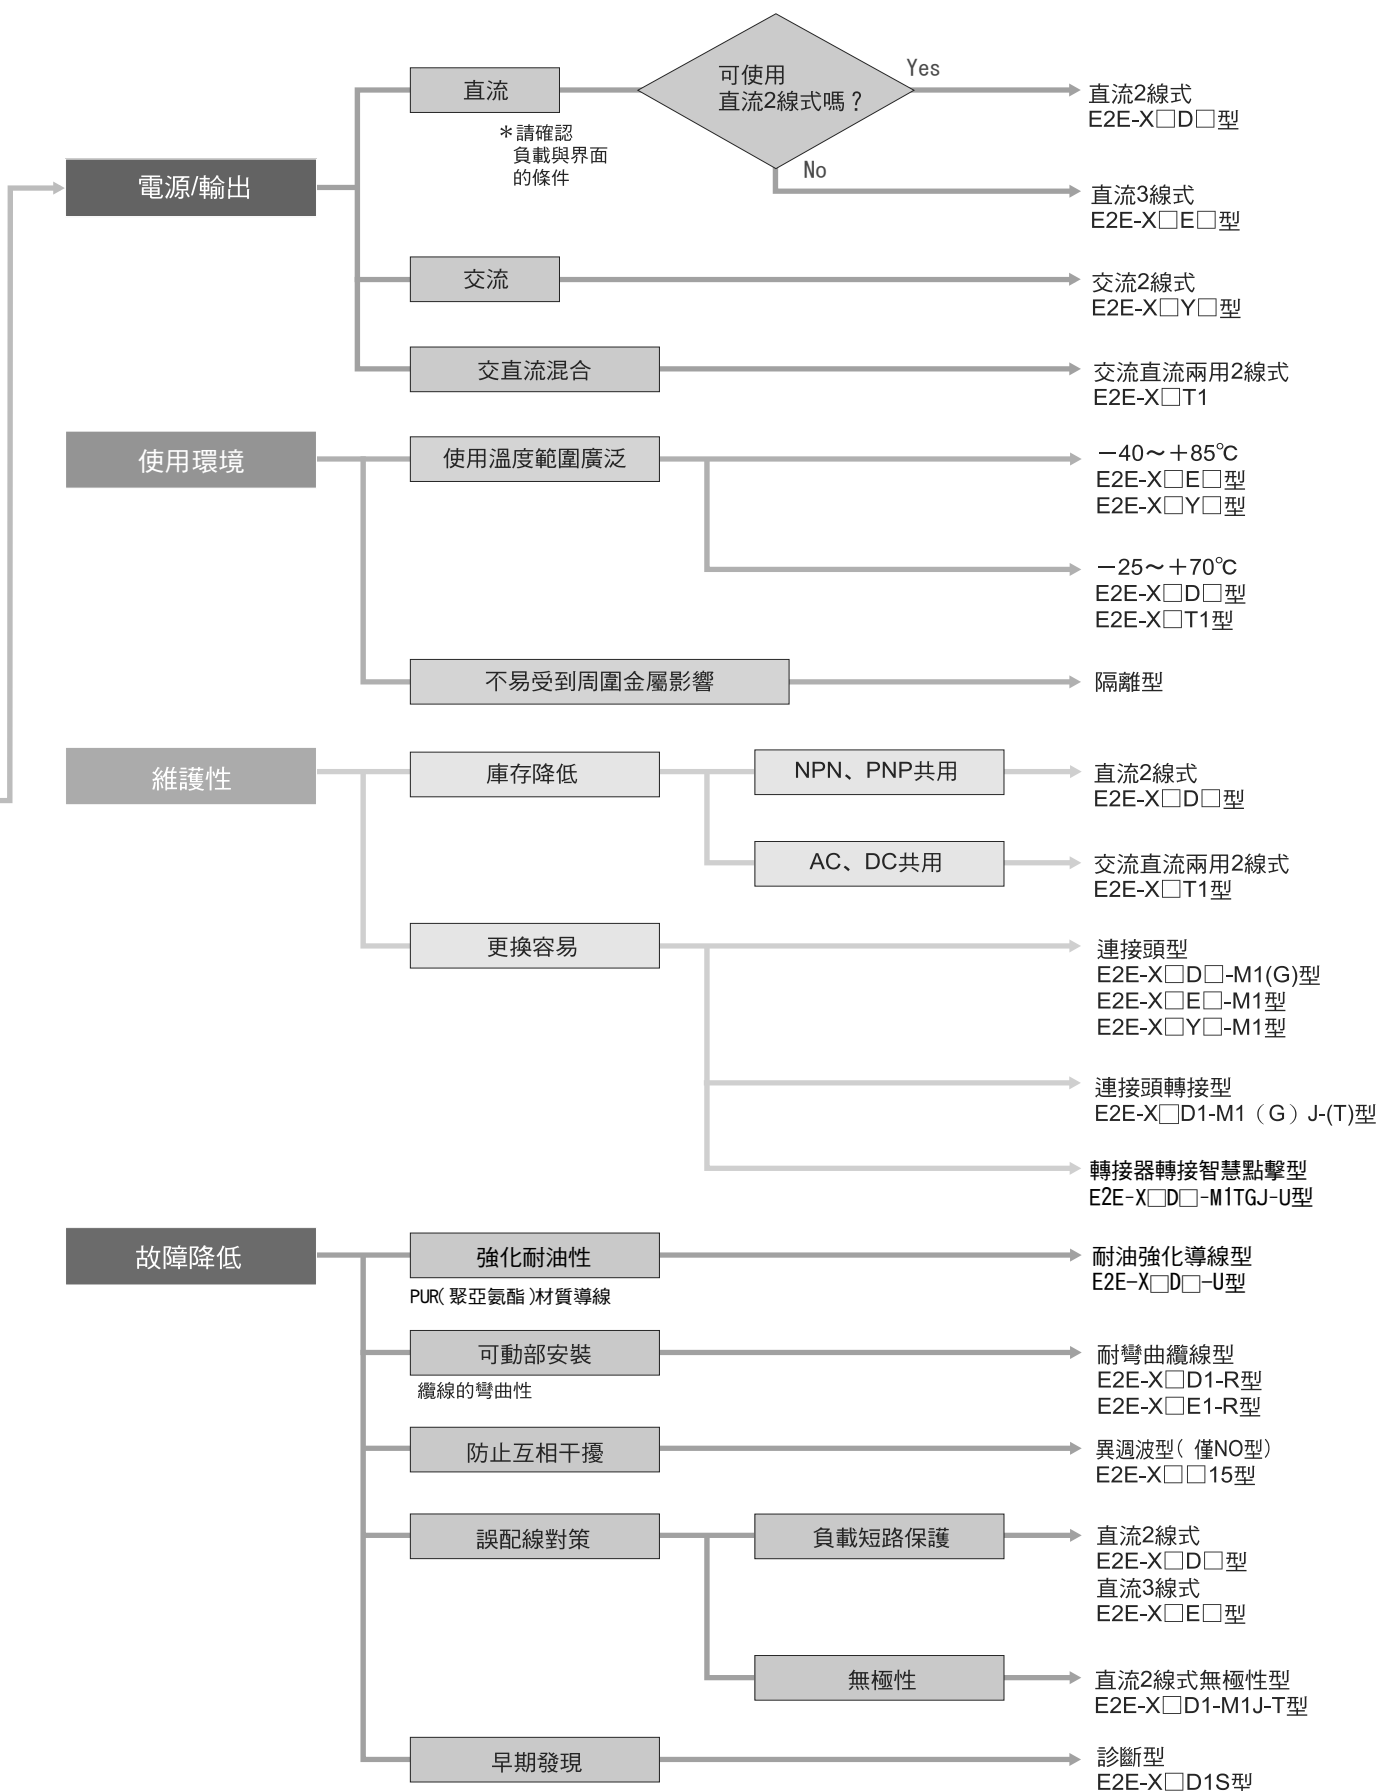 電源/輸出
直流
＊請確認
負載與界面
的條件
可使用
直流2線式嗎？
Yes
No
直流2線式
E2E-X□D□型
直流3線式
E2E-X□E□型
交流
交流2線式
E2E-X□Y□型
交直流混合
交流直流兩用2線式
E2E-X□T1
使用環境
使用溫度範圍廣泛
－40～＋85℃
E2E-X□E□型
E2E-X□Y□型
－25～＋70℃
E2E-X□D□型
E2E-X□T1型
不易受到周圍金屬影響
隔離型
維護性
庫存降低
NPN、PNP共用
直流2線式
E2E-X□D□型
AC、DC共用
交流直流兩用2線式
E2E-X□T1型
更換容易
連接頭型
E2E-X□D□-M1(G)型
E2E-X□E□-M1型
E2E-X□Y□-M1型
連接頭轉接型
E2E-X□D1-M1（G）J-(T)型
轉接器轉接智慧點擊型
E2E-X□D□-M1TGJ-U型
故障降低
強化耐油性
PUR(聚亞氨酯)材質導線
耐油強化導線型
E2E-X□D□-U型
可動部安裝
纜線的彎曲性
耐彎曲纜線型
E2E-X□D1-R型
E2E-X□E1-R型
防止互相干擾
異週波型(僅NO型)
E2E-X□□15型
誤配線對策
負載短路保護
直流2線式
E2E-X□D□型
直流3線式
E2E-X□E□型
無極性
直流2線式無極性型
E2E-X□D1-M1J-T型
早期發現
診斷型
E2E-X□D1S型